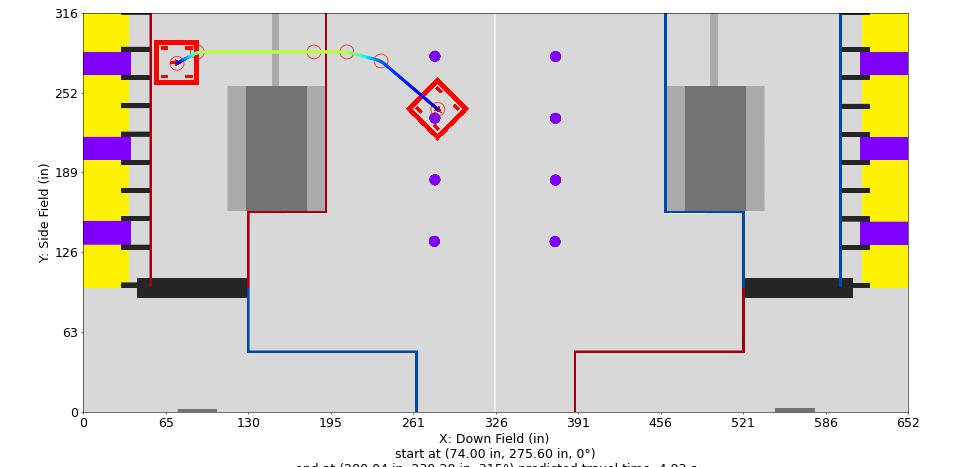 316
252
189
126
63
0
Y: Side Field (in)
0 65 130 195 261 326 391 456 521 586 652
X: Down Field (in)
start at (74.00 in, 275.60 in, 0°)